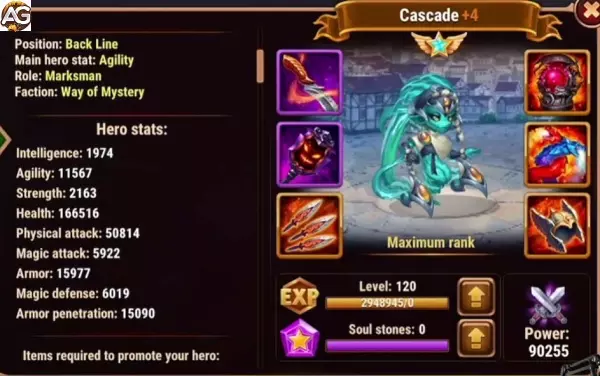 AG
Cascade +4
Position: Back Line
Main hero stat: Agility
Role: Marksman
Faction: Way of Mystery
Hero stats:
Intelligence: 1974
Agility: 11567
Strength: 2163
Health: 166516
Physical attack: 50814
Magic attack: 5922
Armor: 15977
Magic defense: 6019
Armor penetration: 15090
Items required to promote your hero:
Maximum rank
EXP
Level: 120
2948945/0
Soul stones: 0
Power:
90255